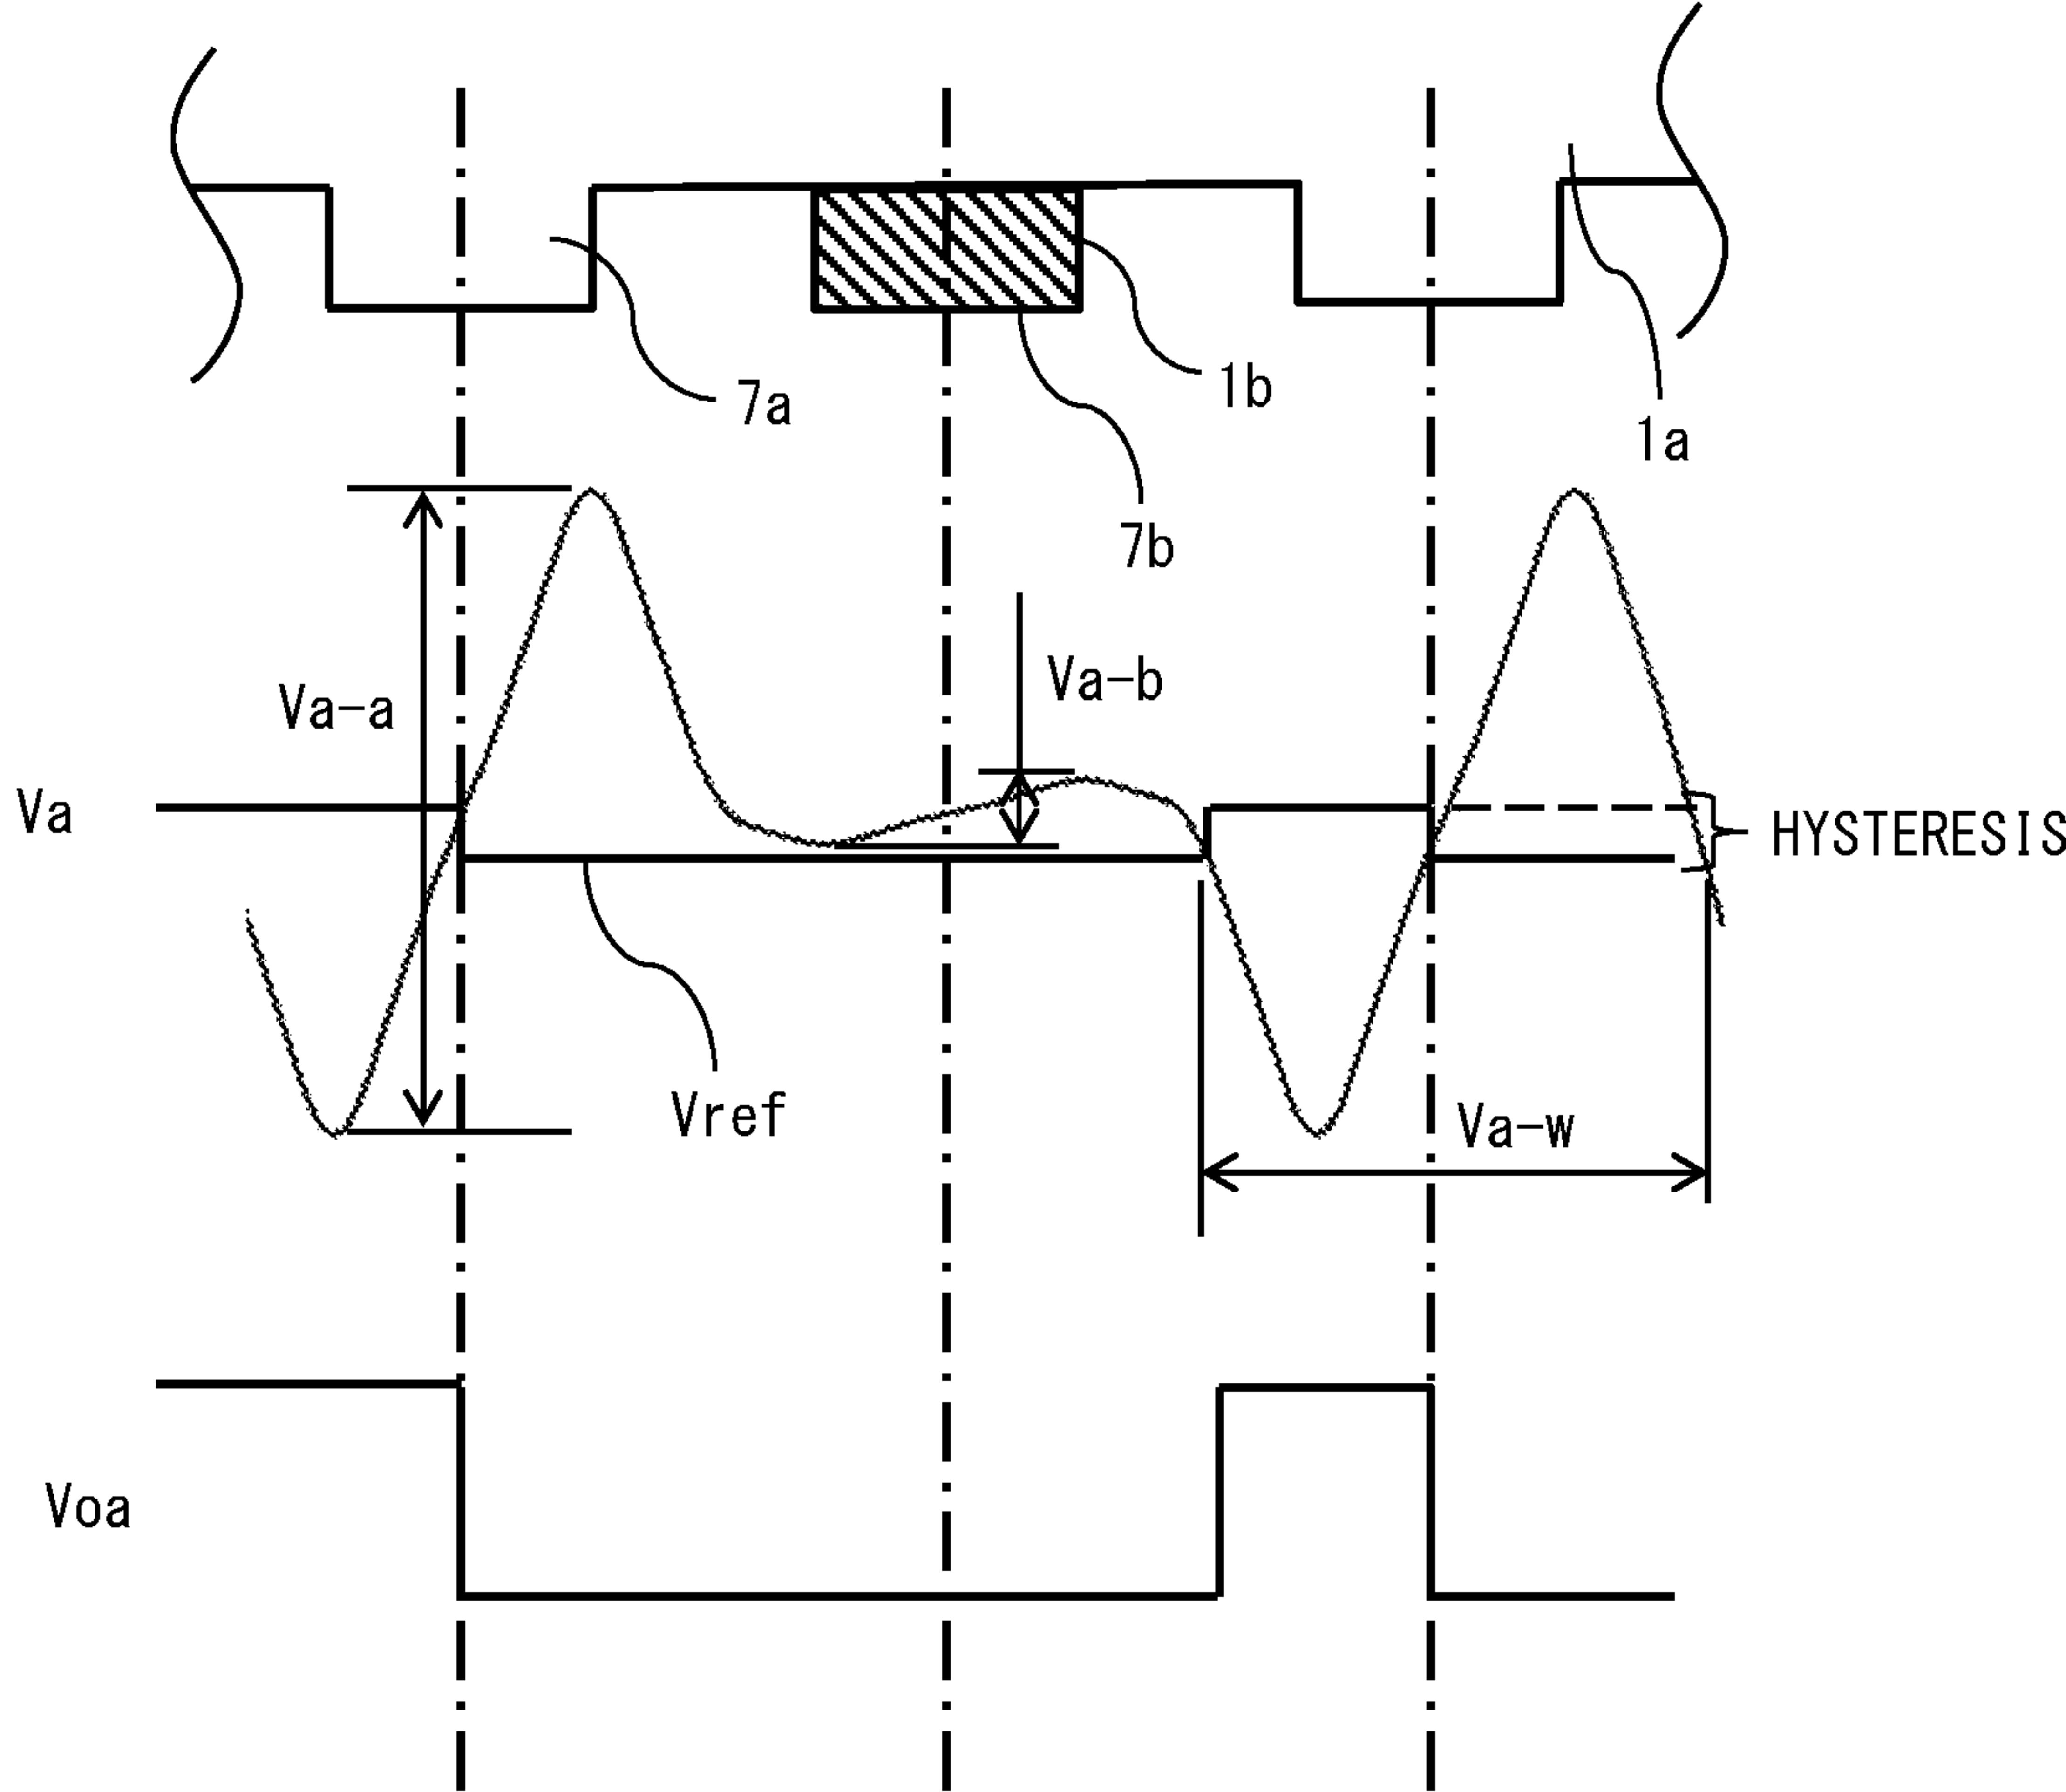 7a
1b
1a
7b
Va-a
Va-b
Va
HYSTERESIS
Vref
Va-w
Voa